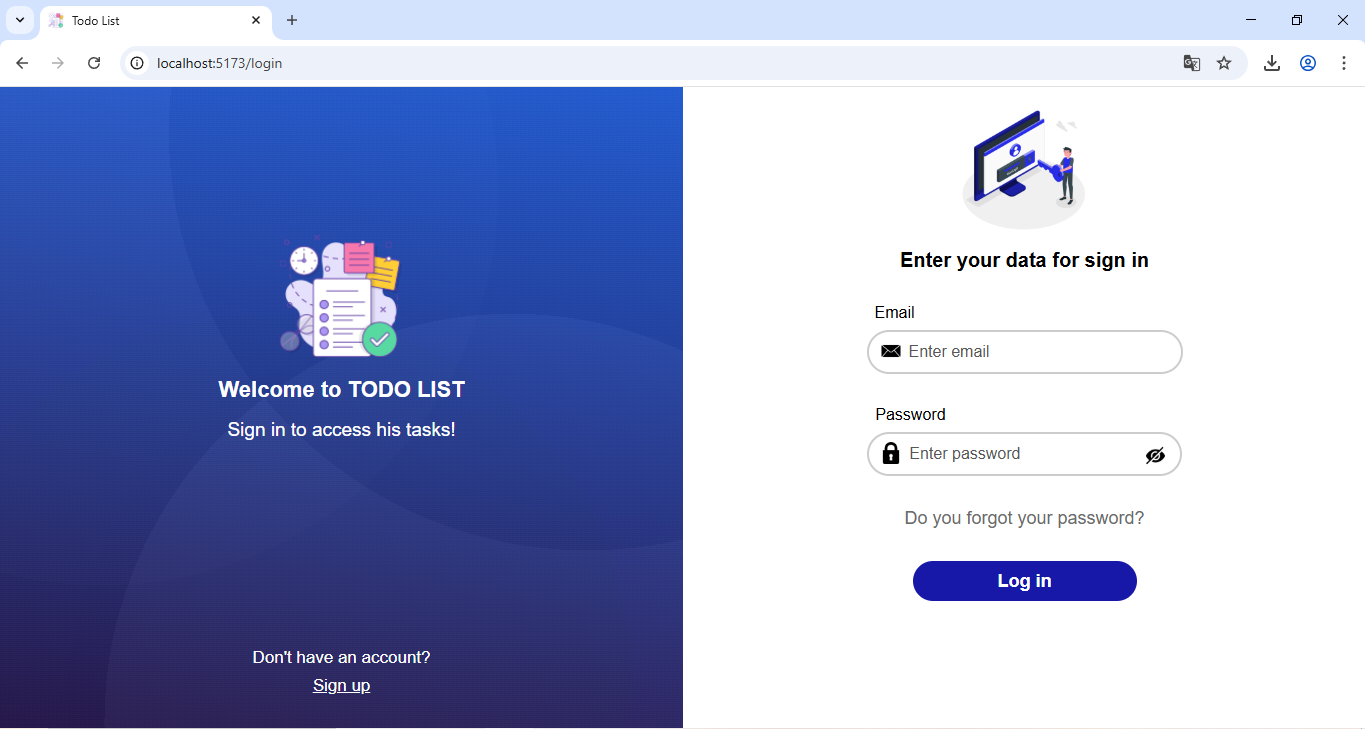 Todo List
localhost:5173/login
Welcome to TODO LIST
Sign in to access his tasks!
Don't have an account?
Sign up
Enter your data for sign in
Email
Enter email
Password
Enter password
Do you forgot your password?
Log in